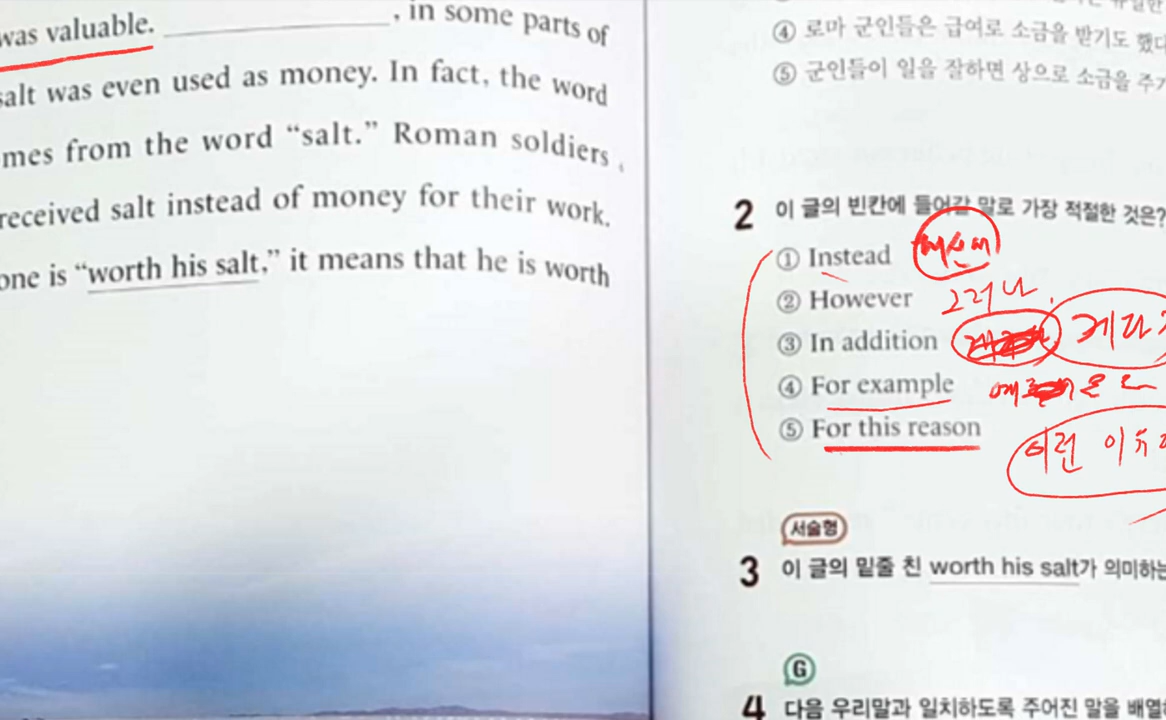 was valuable. , in some parts of
salt was even used as money. In fact, the word
mes from the word “salt.” Roman soldiers
received salt instead of money for their work.
one is “worth his salt,” it means that he is worth
④ 로마 군인들은 급여로 소금을 받기도 했다
⑤ 군인들이 일을 잘하면 상으로 소금을 주기
2 이 글의 빈칸에 들어갈 말로 가장 적절한 것은?
① Instead
② However 그러나
③ In addition 게다가
④ For example
⑤ For this reason
이런 이유로
서술형
3 이 글의 밑줄 친 worth his salt가 의미하는
G
4 다음 우리말과 일치하도록 주어진 말을 배열